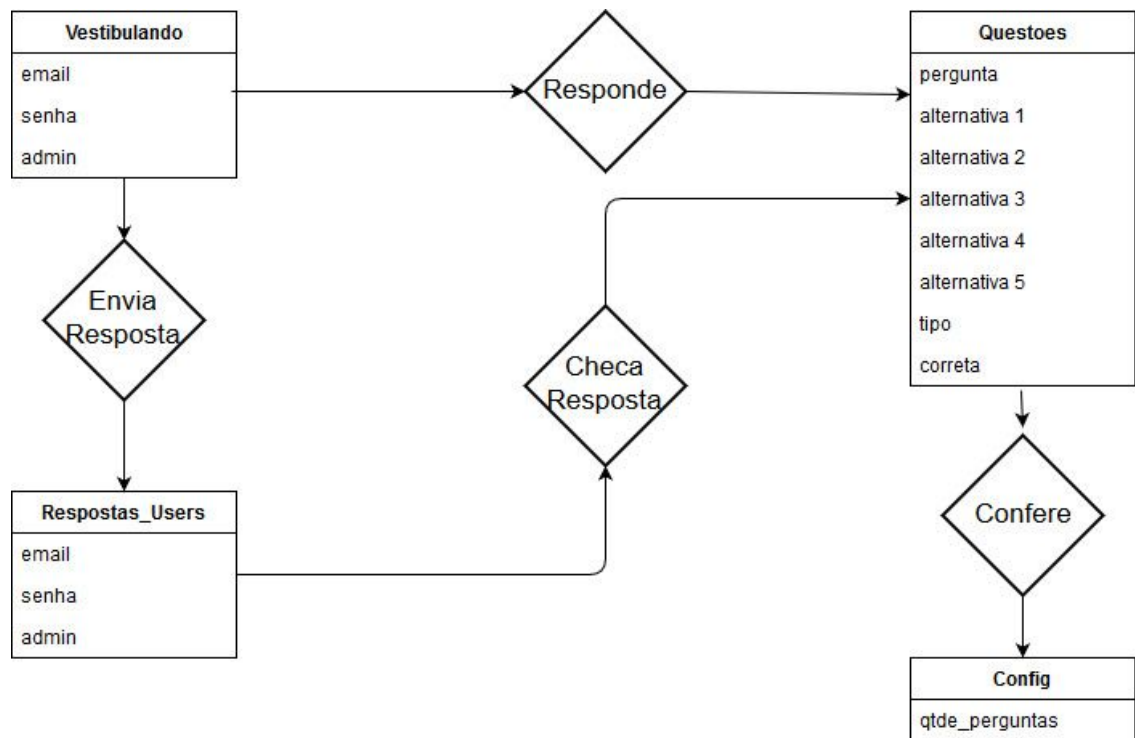 Vestibulando
email
senha
admin
Responde
Questoes
pergunta
alternativa 1
alternativa 2
alternativa 3
alternativa 4
alternativa 5
tipo
correta
Envia
Resposta
Checa
Resposta
Respostas_Users
email
senha
admin
Confere
Config
qtde_perguntas